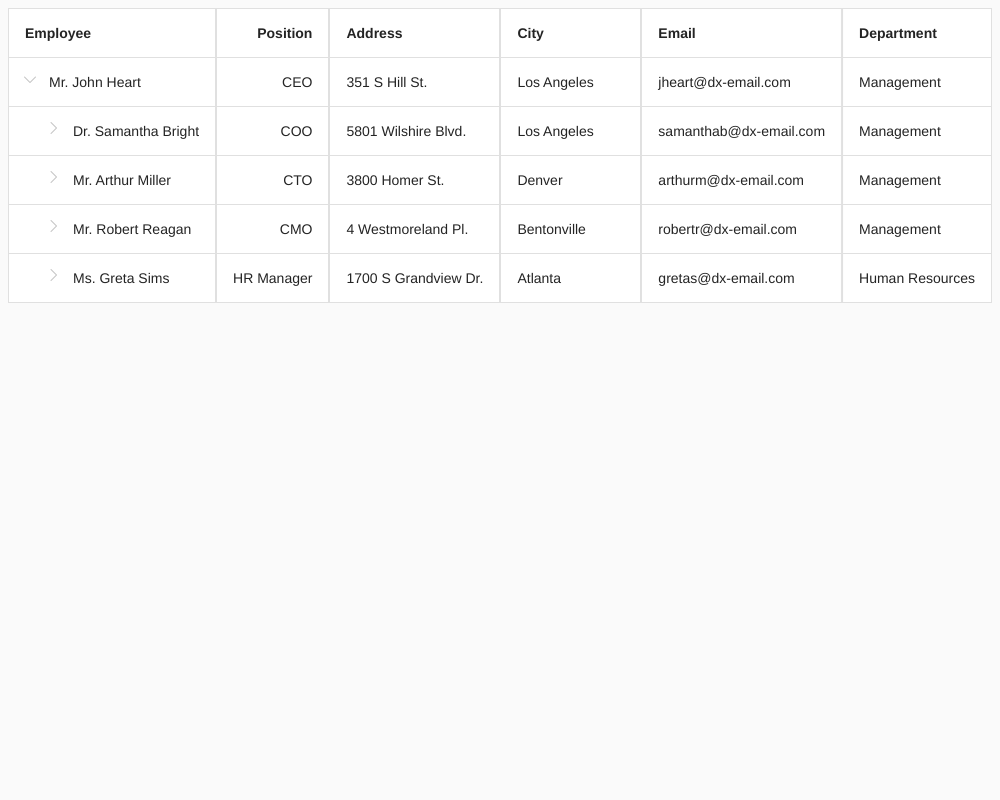 Employee Position Address City Email Department
Mr. John Heart CEO 351 S Hill St. Los Angeles jheart@dx-email.com Management
Dr. Samantha Bright COO 5801 Wilshire Blvd. Los Angeles samanthab@dx-email.com Management
Mr. Arthur Miller CTO 3800 Homer St. Denver arthurm@dx-email.com Management
Mr. Robert Reagan CMO 4 Westmoreland Pl. Bentonville robertr@dx-email.com Management
Ms. Greta Sims HR Manager 1700 S Grandview Dr. Atlanta gretas@dx-email.com Human Resources